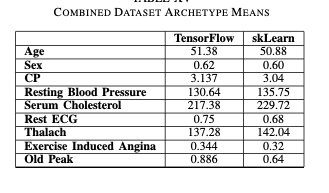 COMBINED DATASET ARCHETYPE MEANS
TensorFlow skLearn
Age 51.38 50.88
Sex 0.62 0.60
CP 3.137 3.04
Resting Blood Pressure 130.64 135.75
Serum Cholesterol 217.38 229.72
Rest ECG 0.75 0.68
Thalach 137.28 142.04
Exercise Induced Angina 0.344 0.32
Old Peak 0.886 0.64